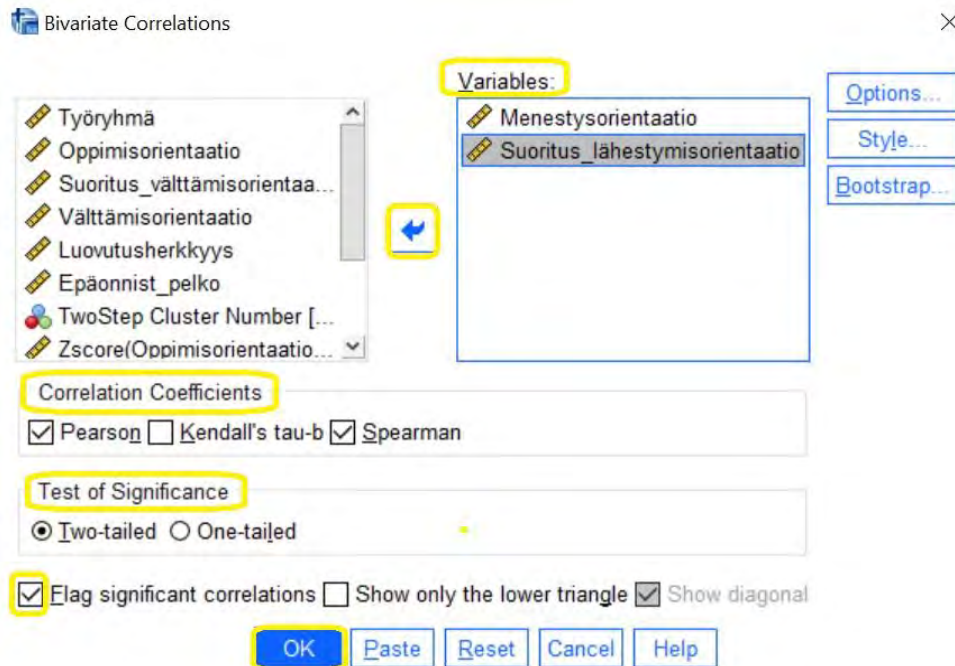 Bivariate Correlations
Variables:
Työryhmä
Oppimisorientaatio
Suoritus_välttämisorientaa...
Välttämisorientaatio
Luovutusherkkyys
Epäonnist_pelko
TwoStep Cluster Number [...
Zscore(Oppimisorientaatio...
Menestysorientaatio
Suoritus_lähestymisorientaatio
Options...
Style...
Bootstrap...
Correlation Coefficients
Pearson Kendall's tau-b Spearman
Test of Significance
Two-tailed One-tailed
Flag significant correlations Show only the lower triangle Show diagonal
OK Paste Reset Cancel Help